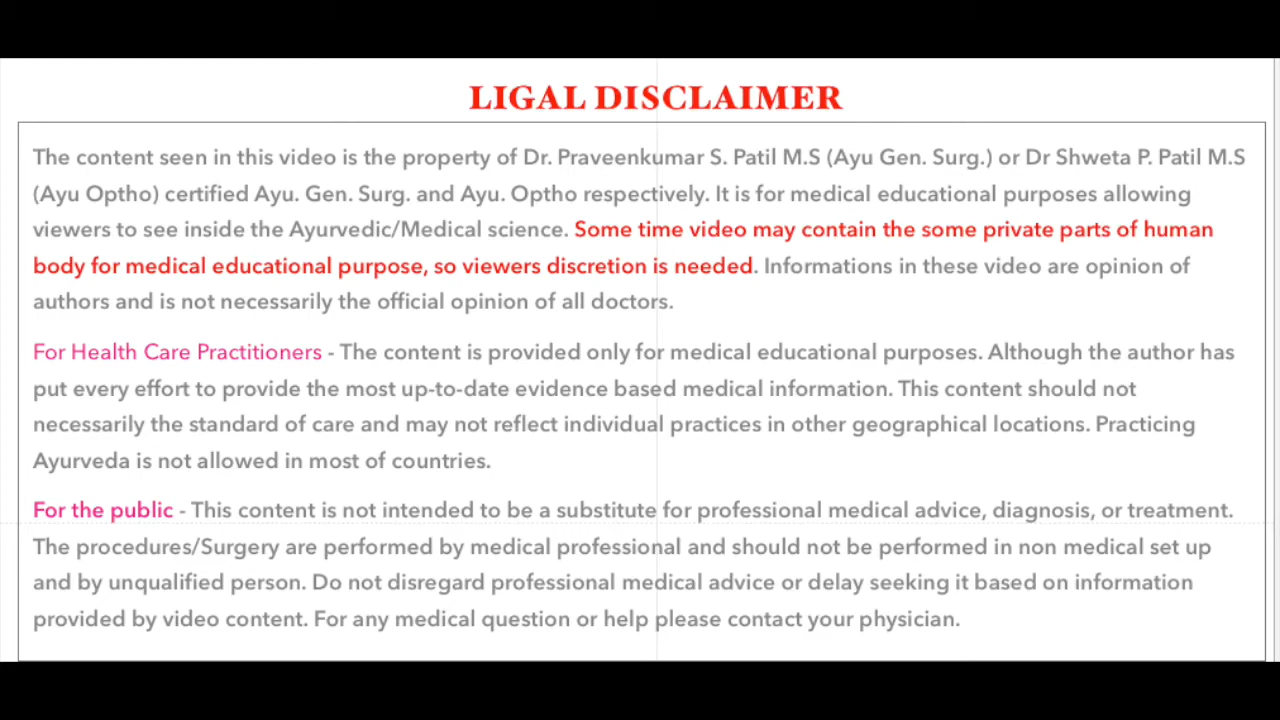 LIGAL DISCLAIMER
The content seen in this video is the property of Dr. Praveenkumar S. Patil M.S (Ayu Gen. Surg.) or Dr Shweta P. Patil M.S
(Ayu Optho) certified Ayu. Gen. Surg. and Ayu. Optho respectively. It is for medical educational purposes allowing
viewers to see inside the Ayurvedic/Medical science. Some time video may contain the some private parts of human
body for medical educational purpose, so viewers discretion is needed. Informations in these video are opinion of
authors and is not necessarily the official opinion of all doctors.
For Health Care Practitioners - The content is provided only for medical educational purposes. Although the author has
put every effort to provide the most up-to-date evidence based medical information. This content should not
necessarily the standard of care and may not reflect individual practices in other geographical locations. Practicing
Ayurveda is not allowed in most of countries.
For the public - This content is not intended to be a substitute for professional medical advice, diagnosis, or treatment.
The procedures/Surgery are performed by medical professional and should not be performed in non medical set up
and by unqualified person. Do not disregard professional medical advice or delay seeking it based on information
provided by video content. For any medical question or help please contact your physician.